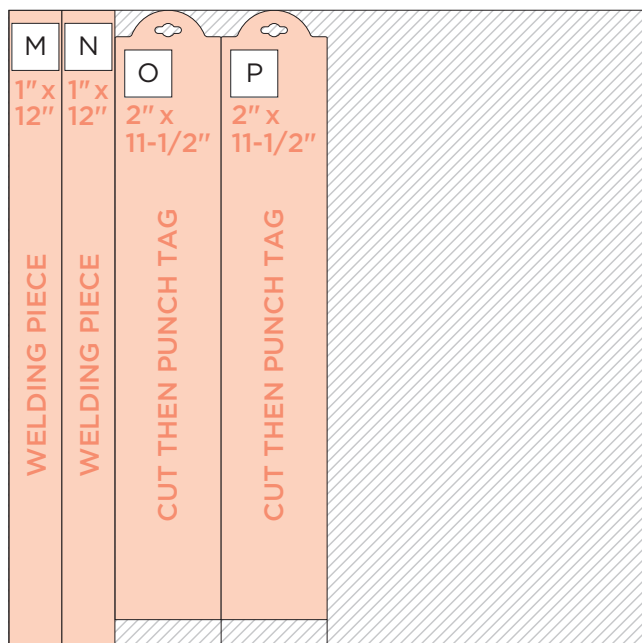 M
1" x
12"
WELDING PIECE
N
1" x
12"
WELDING PIECE
O
2" x
11-1/2"
CUT THEN PUNCH TAG
P
2" x
11-1/2"
CUT THEN PUNCH TAG